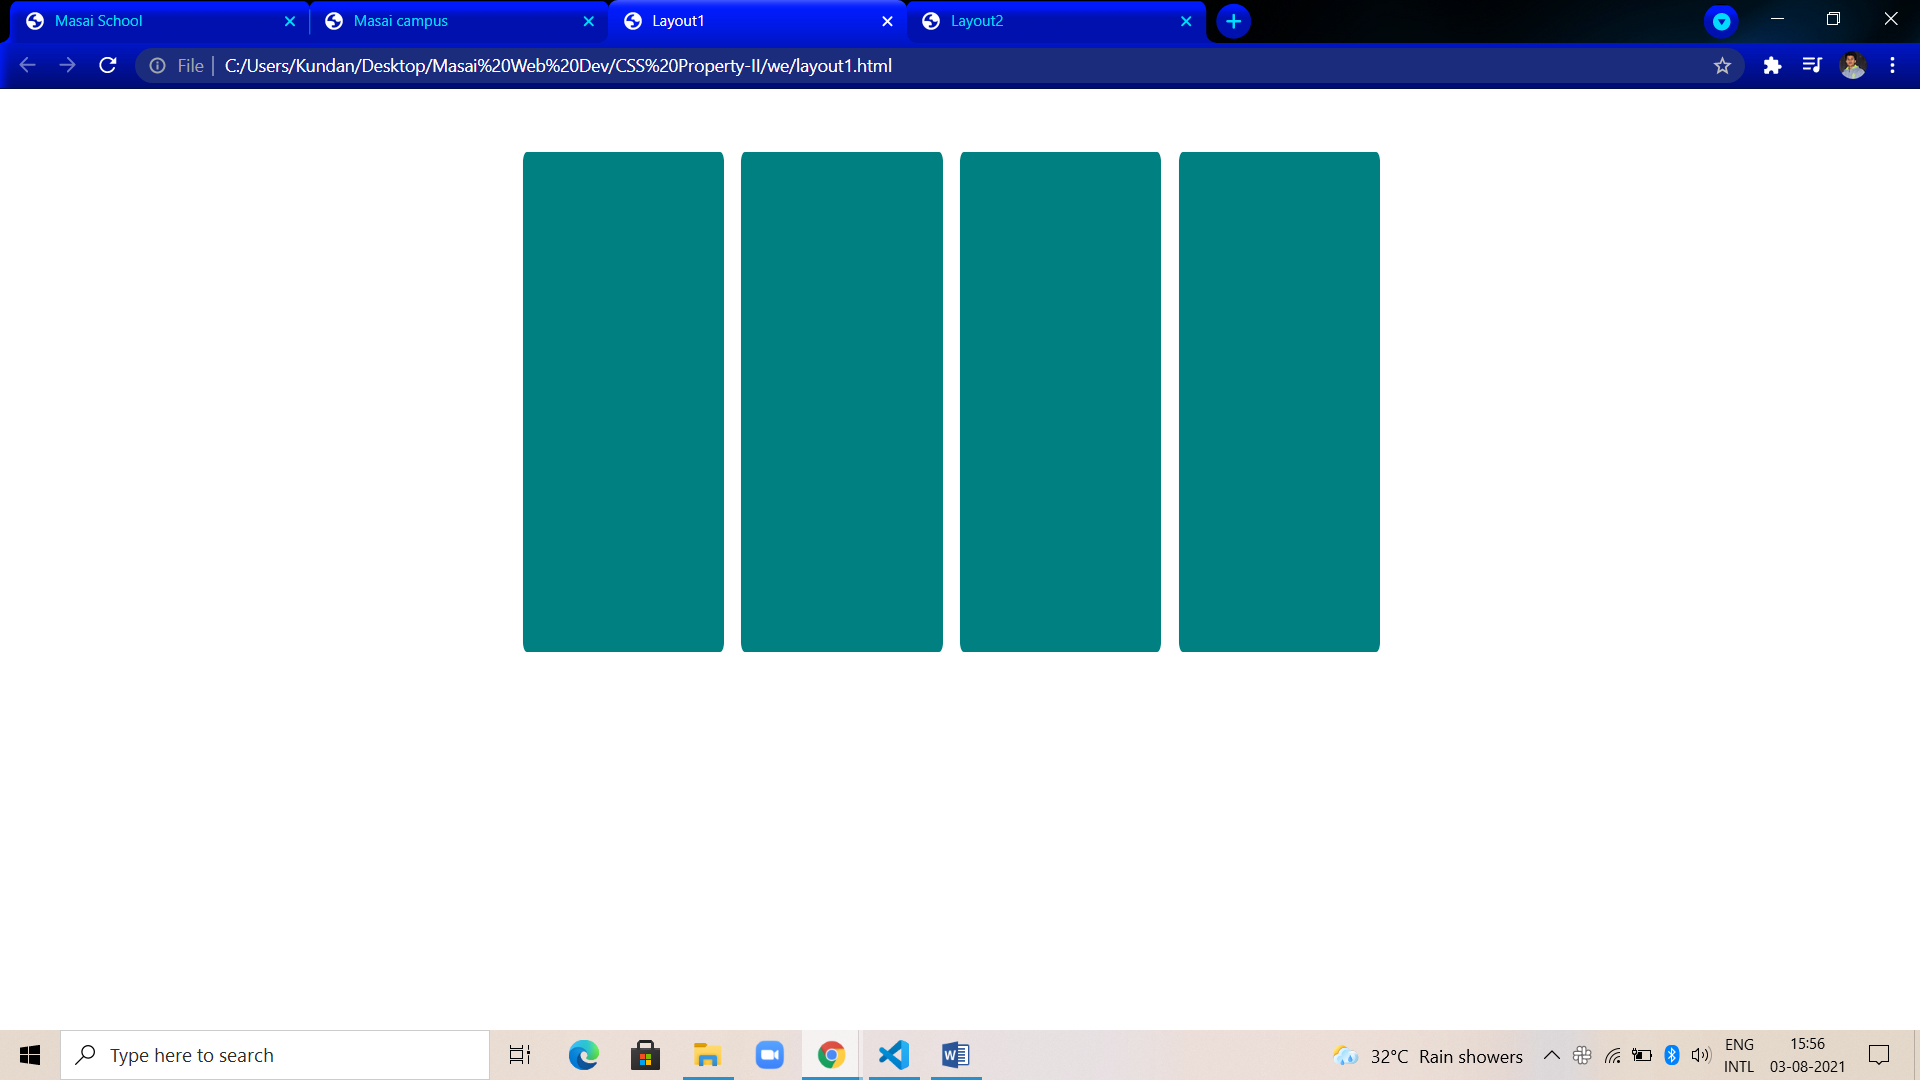 Masai School
Masai campus
Layout1
Layout2
File
C:/Users/Kundan/Desktop/Masai%20Web%20Dev/CSS%20Property-II/we/layout1.html
Type here to search
32°C Rain showers
ENG
INTL
15:56
03-08-2021